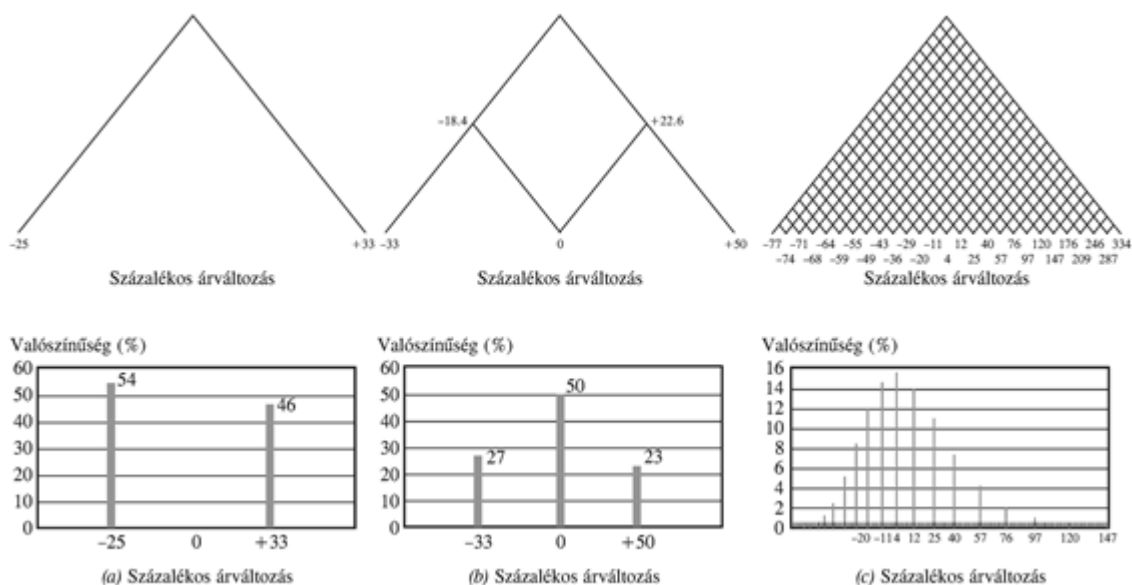 –18.4
+22.6
–25
+33
–33
0
+50
–77 –71 –64 –55 –43 –29 –11 12 40 76 120 176 246 334
–74 –68 –59 –49 –36 –20 4 25 57 97 147 209 287
Százalékos árváltozás
Százalékos árváltozás
Százalékos árváltozás
Valószínűség (%)
60
50
40
30
20
10
0
54
46
–25 0 +33
(a) Százalékos árváltozás
Valószínűség (%)
60
50
40
30
20
10
0
27
50
23
–33 0 +50
(b) Százalékos árváltozás
Valószínűség (%)
16
14
12
10
8
6
4
2
0
–20 –114 12 25 40 57 76 97 120 147
(c) Százalékos árváltozás